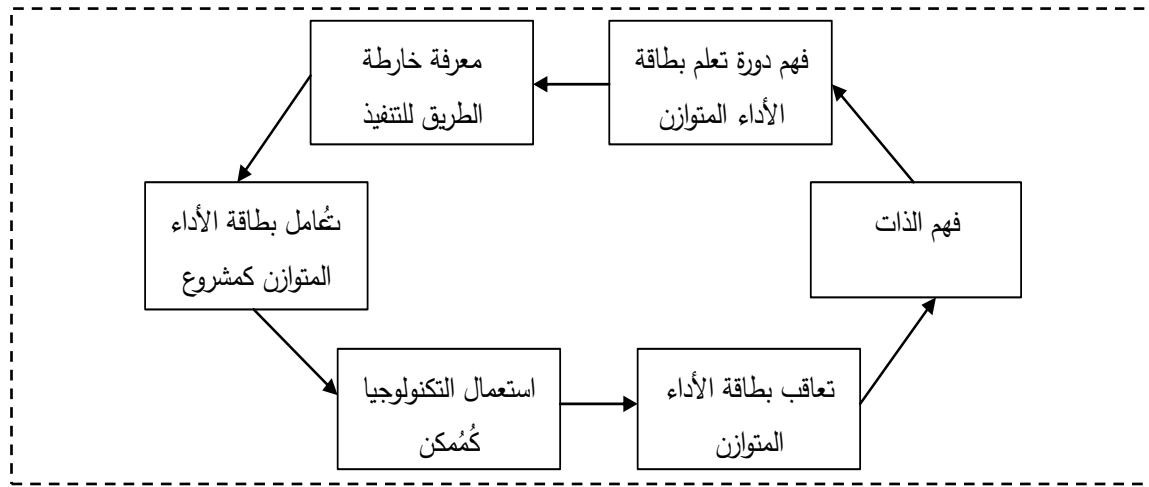 فهم دورة تعلم بطاقة
الأداء المتوازن
معرفة خارطة
الطريق للتنفيذ
فهم الذات
تُعامل بطاقة الأداء
المتوازن كمشروع
تعاقب بطاقة الأداء
المتوازن
استعمال التكنولوجيا
كُمُمكن